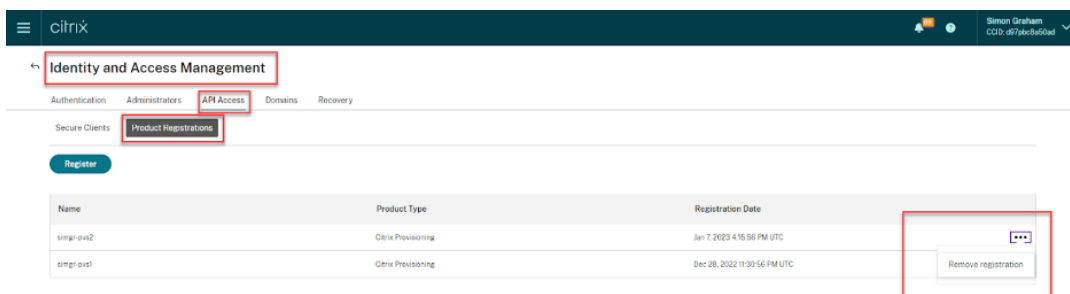 citrix
Simon Graham
CCID: d97pbc8a50ad
Identity and Access Management
Authentication Administrators API Access Domains Recovery
Secure Clients Product Registrations
Register
Name Product Type Registration Date
simgr-pvs2 Citrix Provisioning Jan 7, 2023 4:15:56 PM UTC
simgr-pvs1 Citrix Provisioning Dec 28, 2022 11:30:56 PM UTC
Remove registration